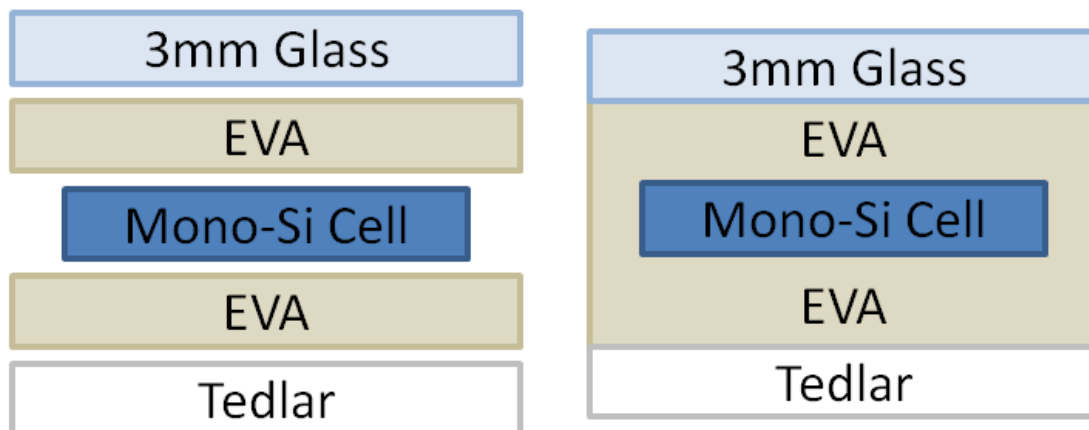 3mm Glass
EVA
Mono-Si Cell
EVA
Tedlar
3mm Glass
EVA
Mono-Si Cell
EVA
Tedlar